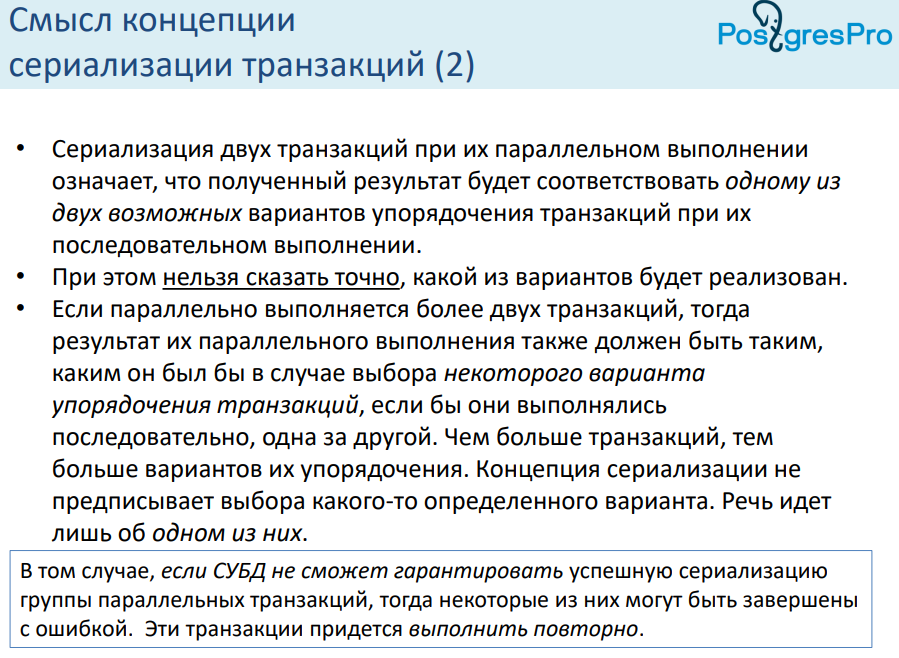 Смысл концепции
сериализации транзакций (2)
PostgresPro
• Сериализация двух транзакций при их параллельном выполнении
означает, что полученный результат будет соответствовать одному из
двух возможных вариантов упорядочения транзакций при их
последовательном выполнении.
• При этом нельзя сказать точно, какой из вариантов будет реализован.
• Если параллельно выполняется более двух транзакций, тогда
результат их параллельного выполнения также должен быть таким,
каким он был бы в случае выбора некоторого варианта
упорядочения транзакций, если бы они выполнялись
последовательно, одна за другой. Чем больше транзакций, тем
больше вариантов их упорядочения. Концепция сериализации не
предписывает выбора какого-то определенного варианта. Речь идет
лишь об одном из них.
В том случае, если СУБД не сможет гарантировать успешную сериализацию
группы параллельных транзакций, тогда некоторые из них могут быть завершены
с ошибкой. Эти транзакции придется выполнить повторно.